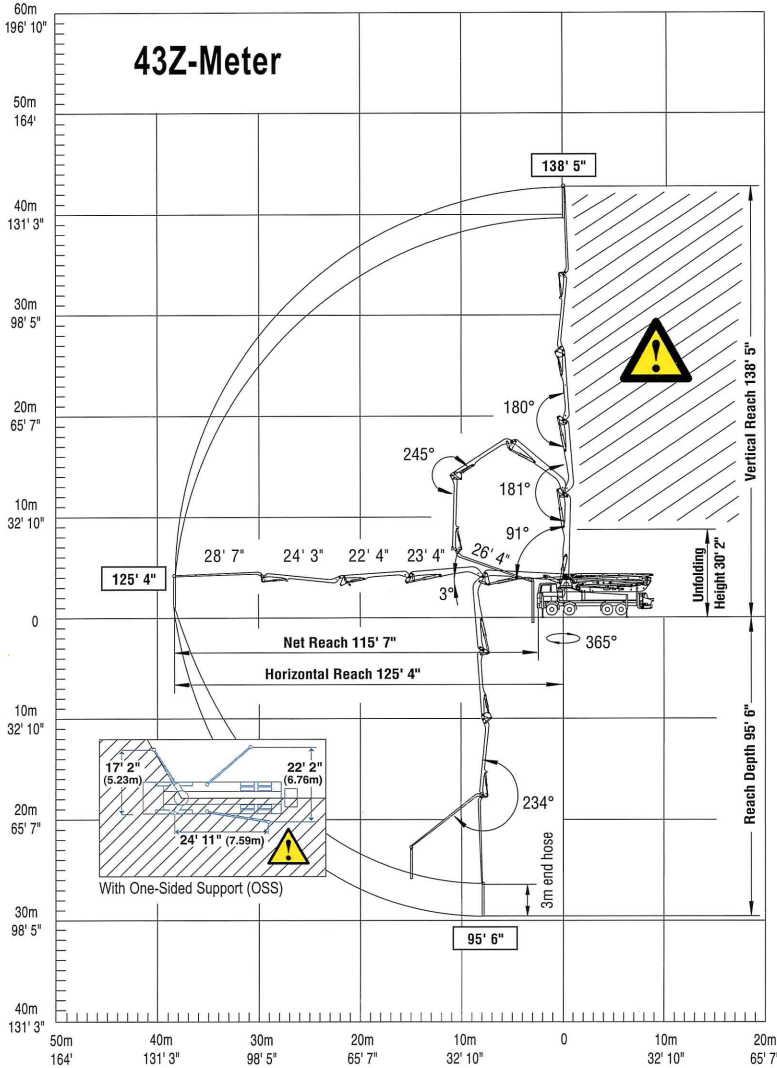 60m
196' 10"
43Z-Meter
50m
164'
138' 5"
40m
131' 3"
30m
98' 5"
Vertical Reach 138' 5"
20m
65' 7"
180°
245°
181°
10m
32' 10"
91°
Unfolding
Height 30' 2"
28' 7"
24' 3"
22' 4"
23' 4"
26' 4"
125' 4"
3°
0
Net Reach 115' 7"
365°
Horizontal Reach 125' 4"
10m
32' 10"
17' 2"
(5.23m)
22' 2"
(6.76m)
24' 11" (7.59m)
With One-Sided Support (OSS)
Reach Depth 95' 6"
20m
65' 7"
234°
3m end hose
30m
98' 5"
95' 6"
40m
131' 3"
50m
164'
40m
131' 3"
30m
98' 5"
20m
65' 7"
10m
32' 10"
0
10m
32' 10"
20m
65' 7"